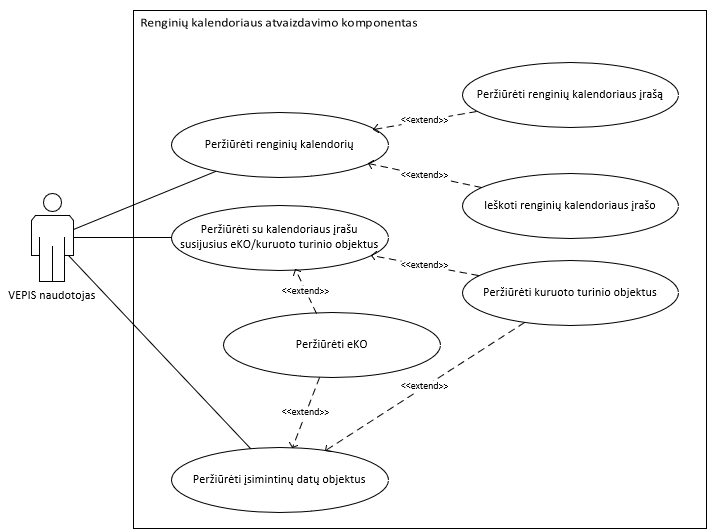 Renginių kalendoriaus atvaizdavimo komponentas
Peržiūrėti renginių kalendoriaus įrašą
<<extend>>
Peržiūrėti renginių kalendorių
<<extend>>
Ieškoti renginių kalendoriaus įrašo
Peržiūrėti su kalendoriaus įrašu
susijusius eKO/kuruoto turinio objektus
<<extend>>
Peržiūrėti kuruoto turinio objektus
VEPIS naudotojas
<<extend>>
Peržiūrėti eKO
<<extend>>
<<extend>>
Peržiūrėti įsimintinų datų objektus